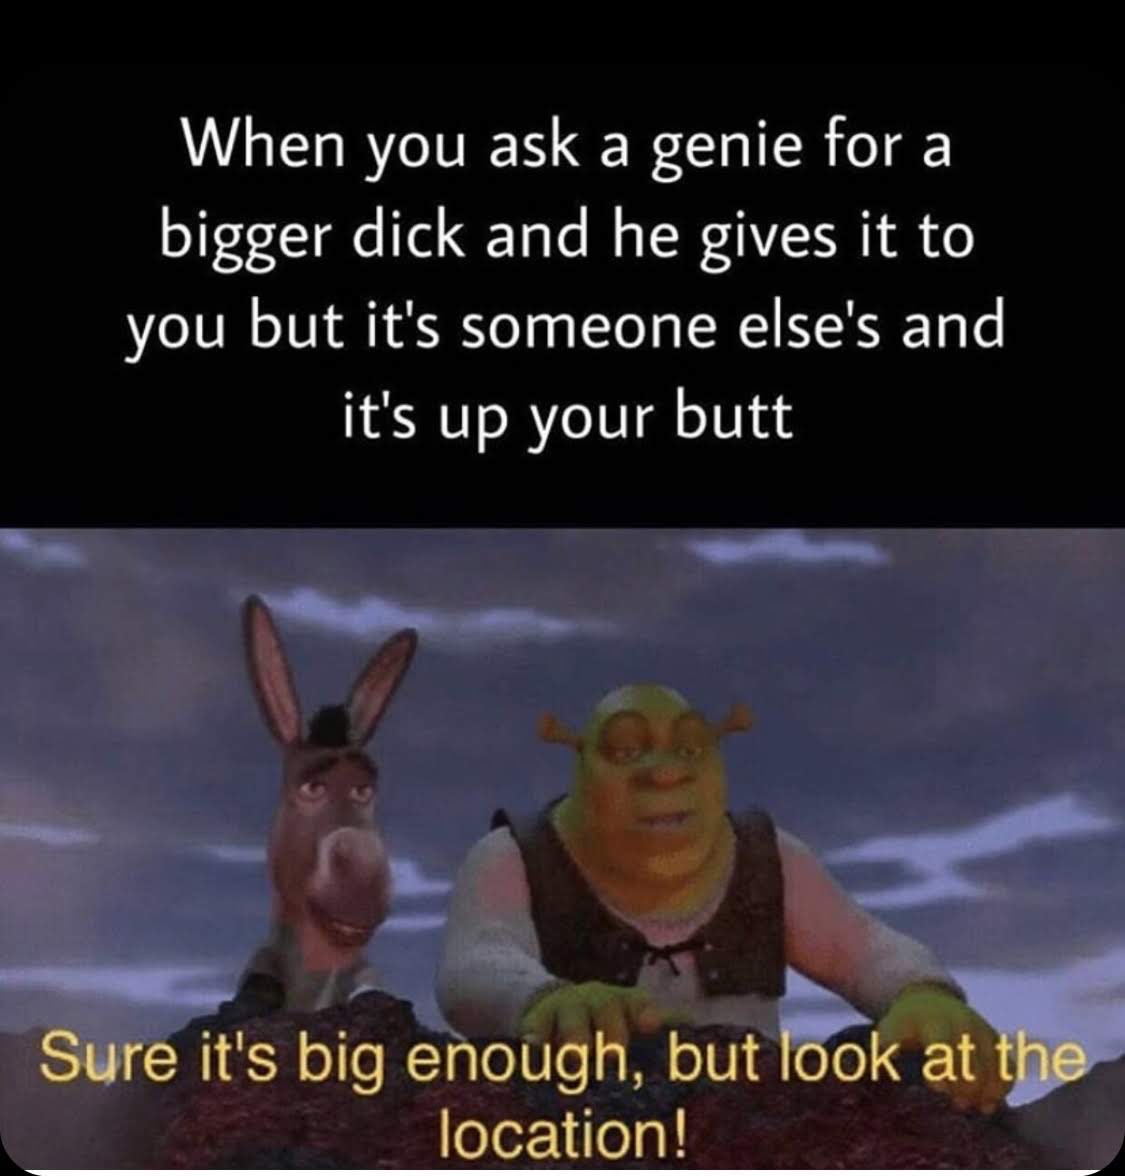 When you ask a genie for a
bigger dick and he gives it to
you but it's someone else's and
it's up your butt
Sure it's big enough, but look at the
location!